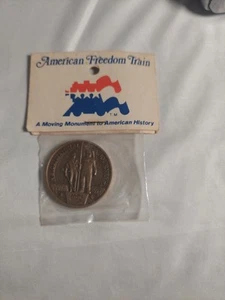 American Freedom Train
A Moving Monument to American History